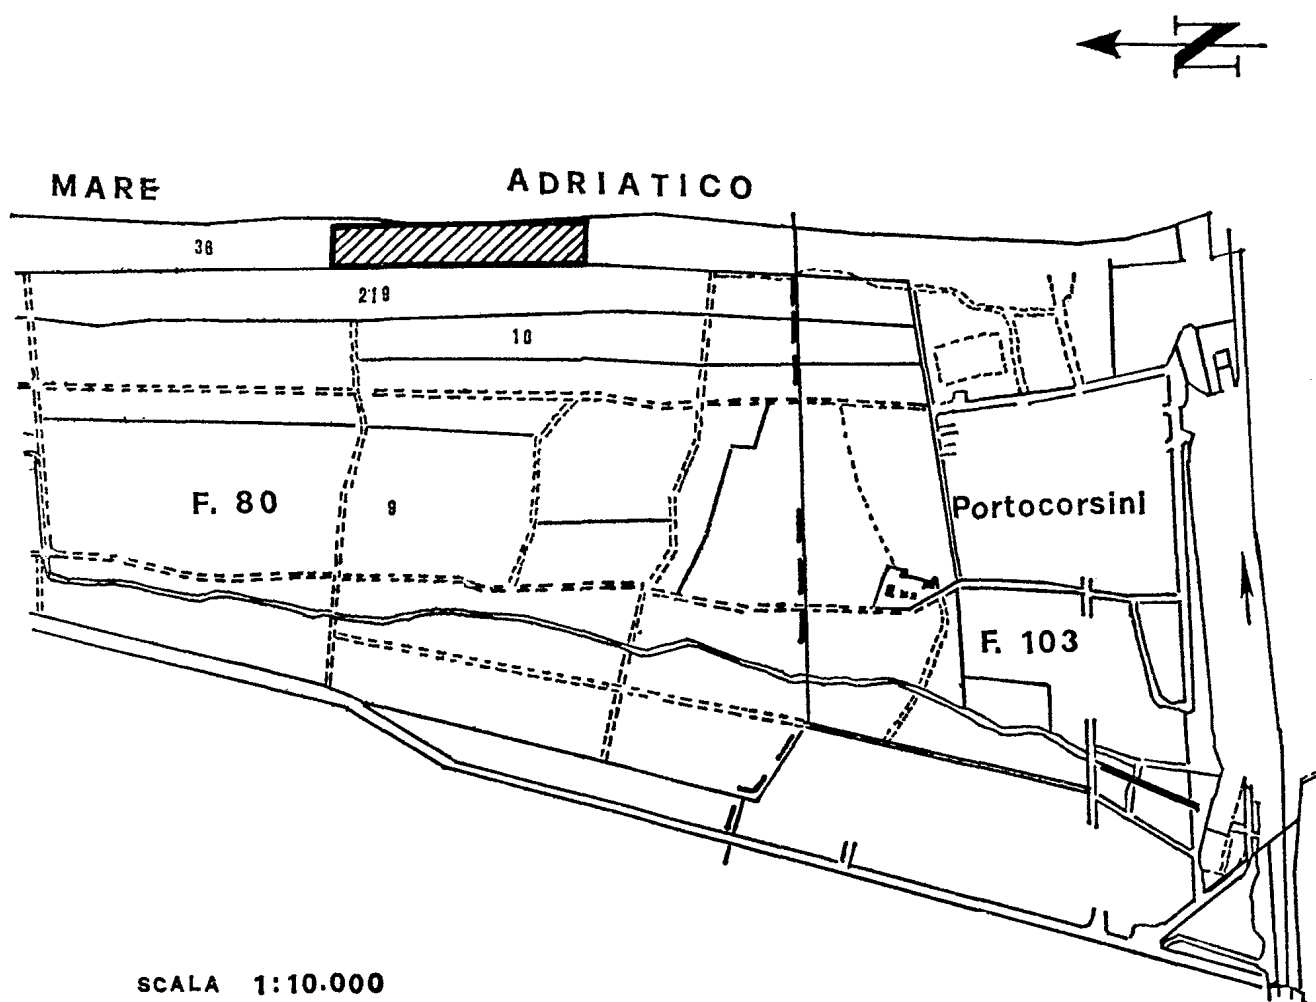 N
MARE ADRIATICO
36
219
10
F. 80
9
Portocorsini
F. 103
SCALA 1:10.000